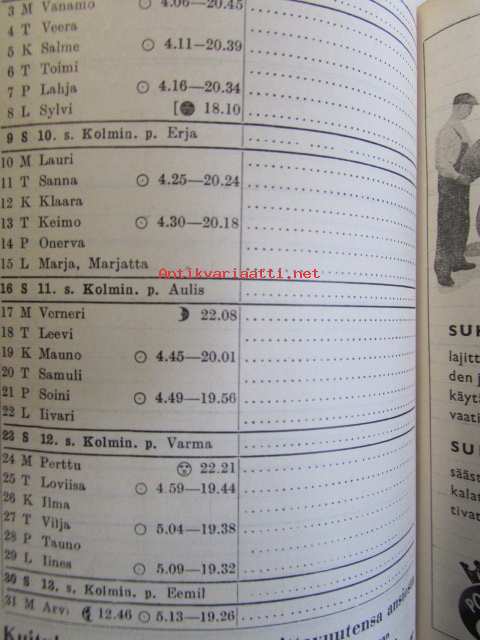 3 M Vanamo ☉ 4.06—20.45
4 T Veera
5 K Salme ☉ 4.11—20.39
6 T Toimi
7 P Lahja ☉ 4.16—20.34
8 L Sylvi [● 18.10
9 S 10. s. Kolmin. p. Erja
10 M Lauri
11 T Sanna ☉ 4.25—20.24
12 K Klaara
13 T Keimo ☉ 4.30—20.18
14 P Onerva
15 L Marja, Marjatta
Antikvariaatti.net
16 S 11. s. Kolmin. p. Aulis
17 M Verneri ☽ 22.08
18 T Leevi
19 K Mauno ☉ 4.45—20.01
20 T Samuli
21 P Soini ☉ 4.49—19.56
22 L Iivari
23 S 12. s. Kolmin. p. Varma
24 M Perttu 22.21
25 T Loviisa ☉ 4.59—19.44
26 K Ilma
27 T Vilja ☉ 5.04—19.38
28 P Tauno
29 L Iines ☉ 5.09—19.32
30 S 13. s. Kolmin. p. Eemil
31 M Arvi ☾ 12.46 ☉ 5.13—19.26
SUK
lajitt
den j
käytä
vaati
SU
sääst
kalat
tivat